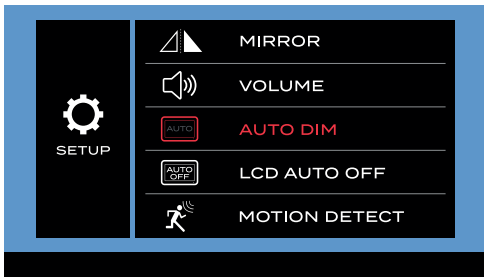 MIRROR
VOLUME
SETUP
AUTO
AUTO DIM
AUTO
OFF
LCD AUTO OFF
MOTION DETECT